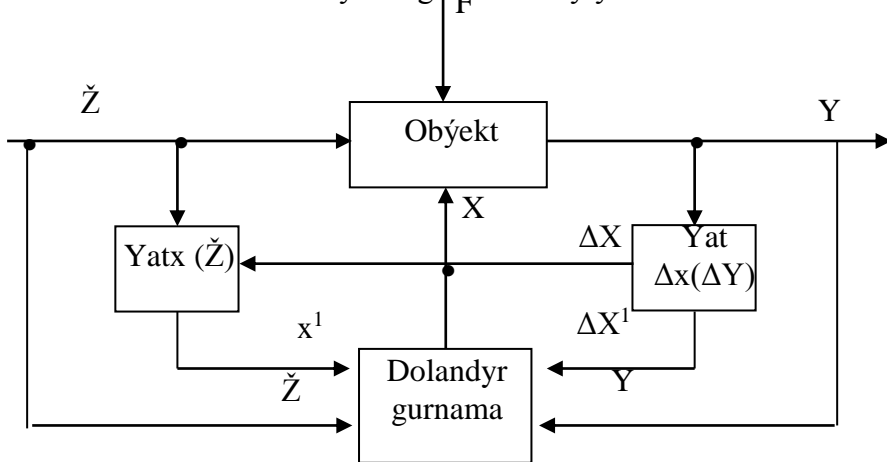 F
Ž
Obýekt
Y
X
Yatx (Ž)
ΔX
Yat
Δx(ΔY)
x¹
ΔX¹
Ž
Dolandyr
gurnama
Y